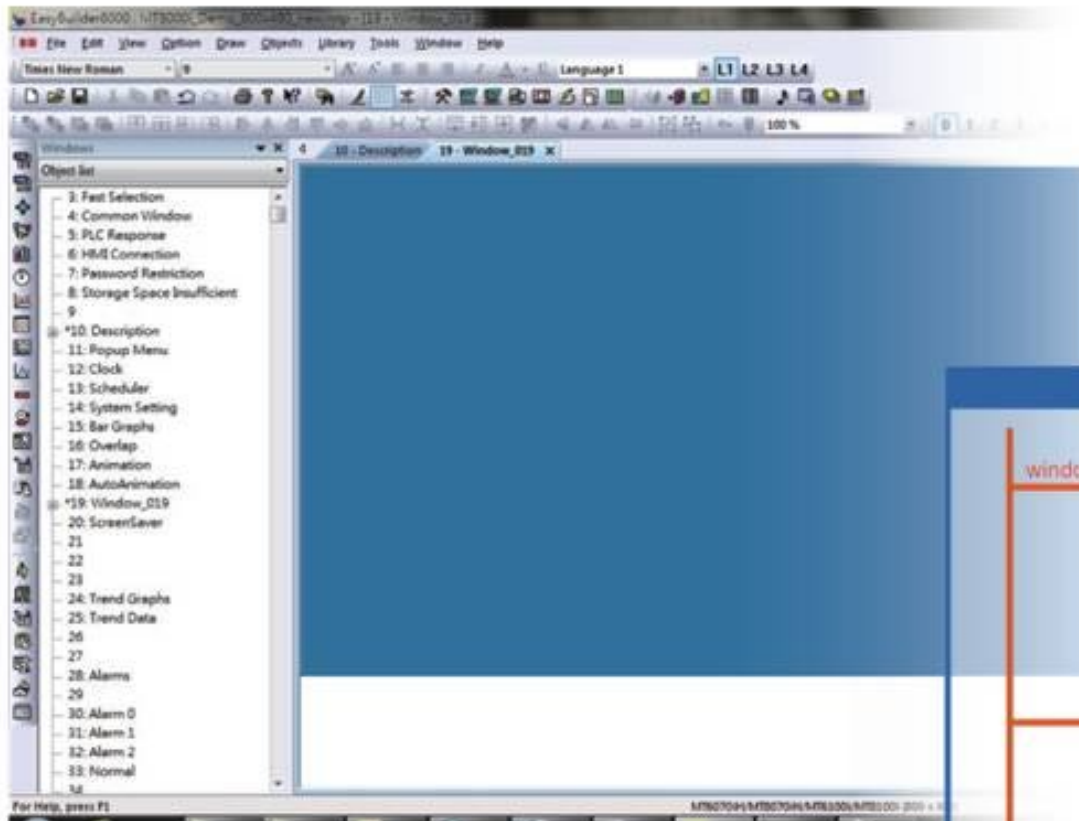 EasyBuilder8000 : MT8000i_Demo_800x480_new.mtp - [19 - Window_019]
File Edit View Option Draw Objects Library Tools Window Help
Times New Roman 9 Language 1 L1 L2 L3 L4
100 %
Windows
10 - Description 19 - Window_019
Object list
3: Fast Selection
4: Common Window
5: PLC Response
6: HMI Connection
7: Password Restriction
8: Storage Space Insufficient
9
*10: Description
11: Popup Menu
12: Clock
13: Scheduler
14: System Setting
15: Bar Graphs
16: Overlap
17: Animation
18: AutoAnimation
*19: Window_019
20: ScreenSaver
21
22
23
24: Trend Graphs
25: Trend Data
26
27
28: Alarms
29
30: Alarm 0
31: Alarm 1
32: Alarm 2
33: Normal
34
windo
For Help, press F1